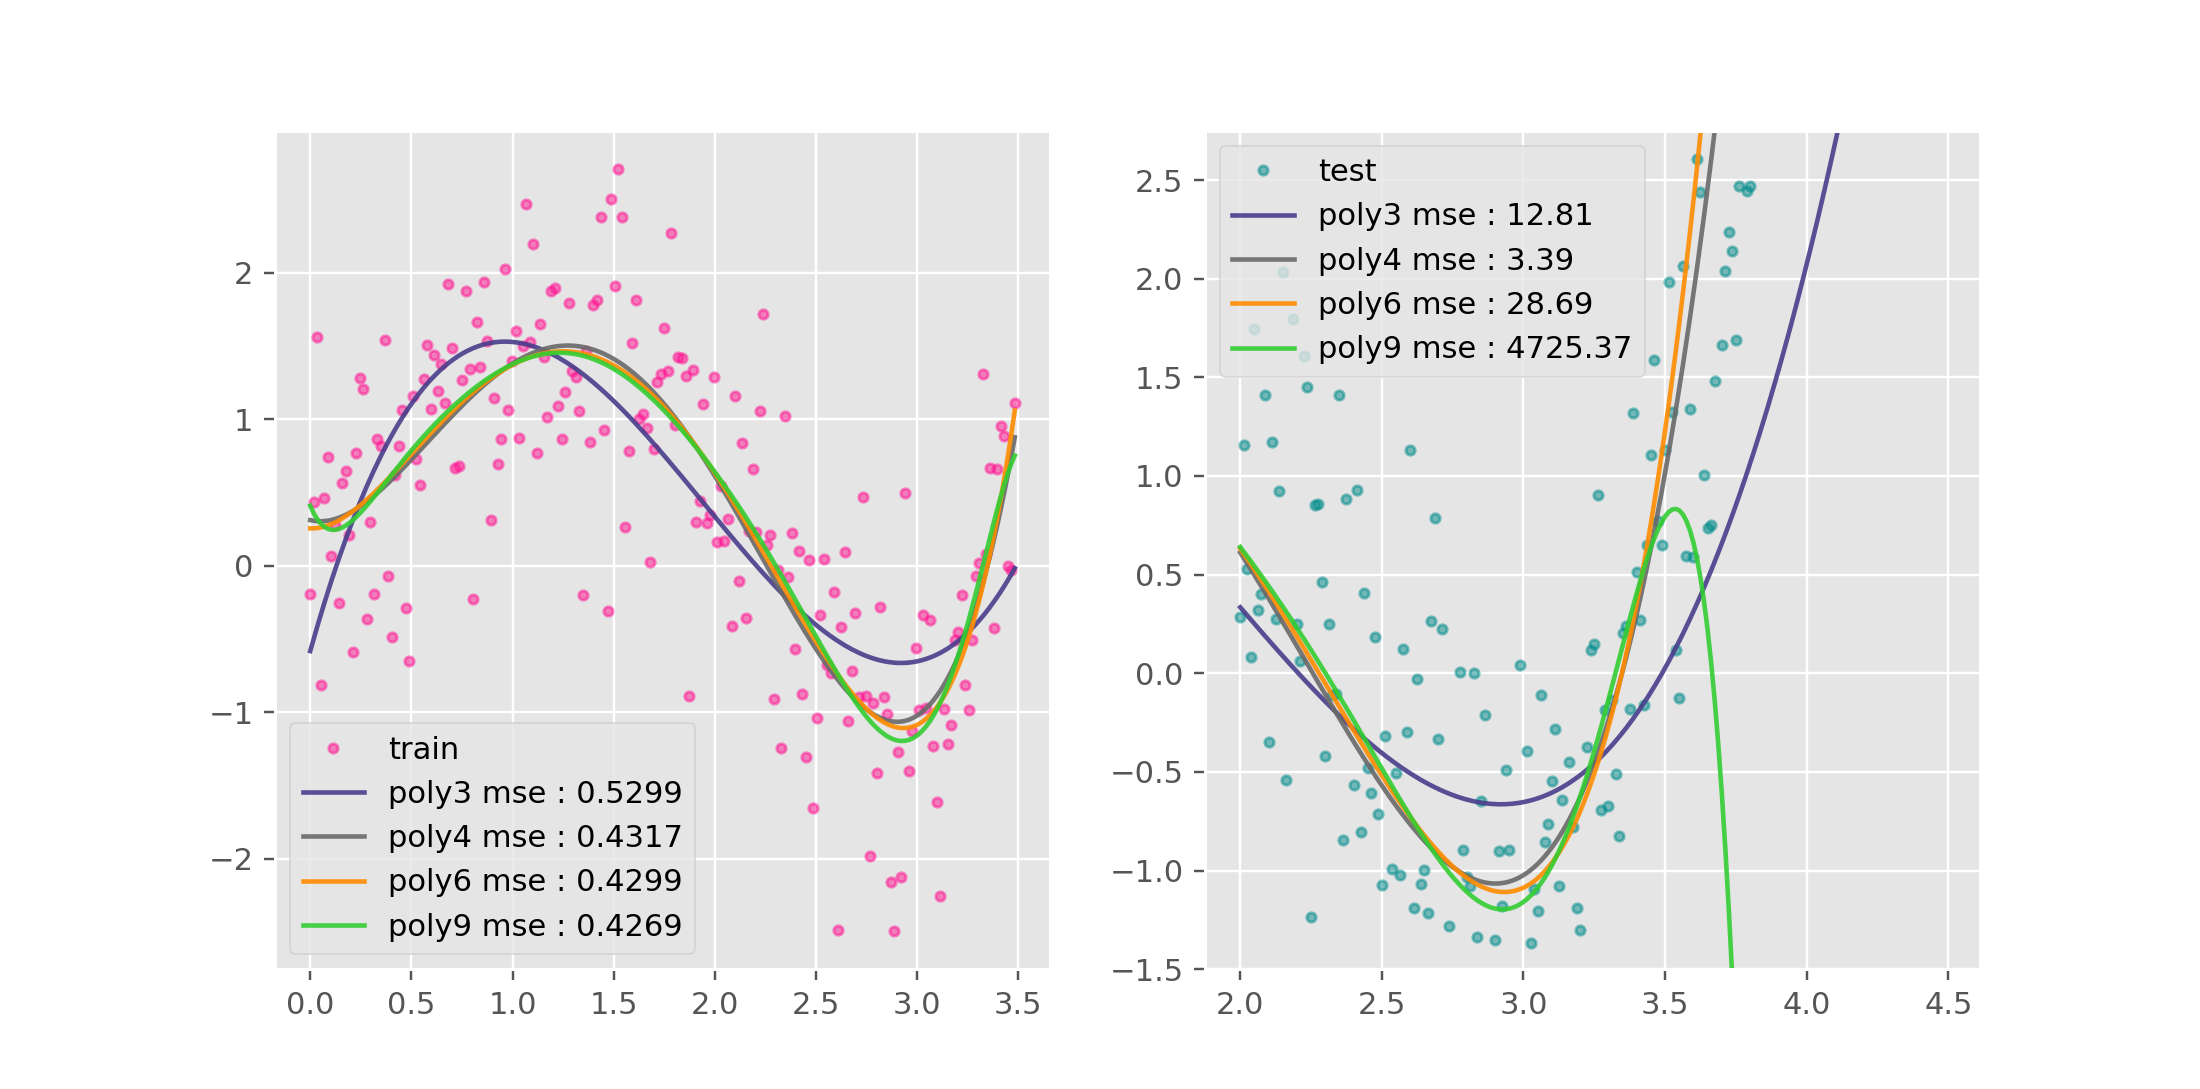 2
1
0
−1
−2
train
poly3 mse : 0.5299
poly4 mse : 0.4317
poly6 mse : 0.4299
poly9 mse : 0.4269
0.0 0.5 1.0 1.5 2.0 2.5 3.0 3.5
2.5
2.0
1.5
1.0
0.5
0.0
−0.5
−1.0
−1.5
test
poly3 mse : 12.81
poly4 mse : 3.39
poly6 mse : 28.69
poly9 mse : 4725.37
2.0 2.5 3.0 3.5 4.0 4.5